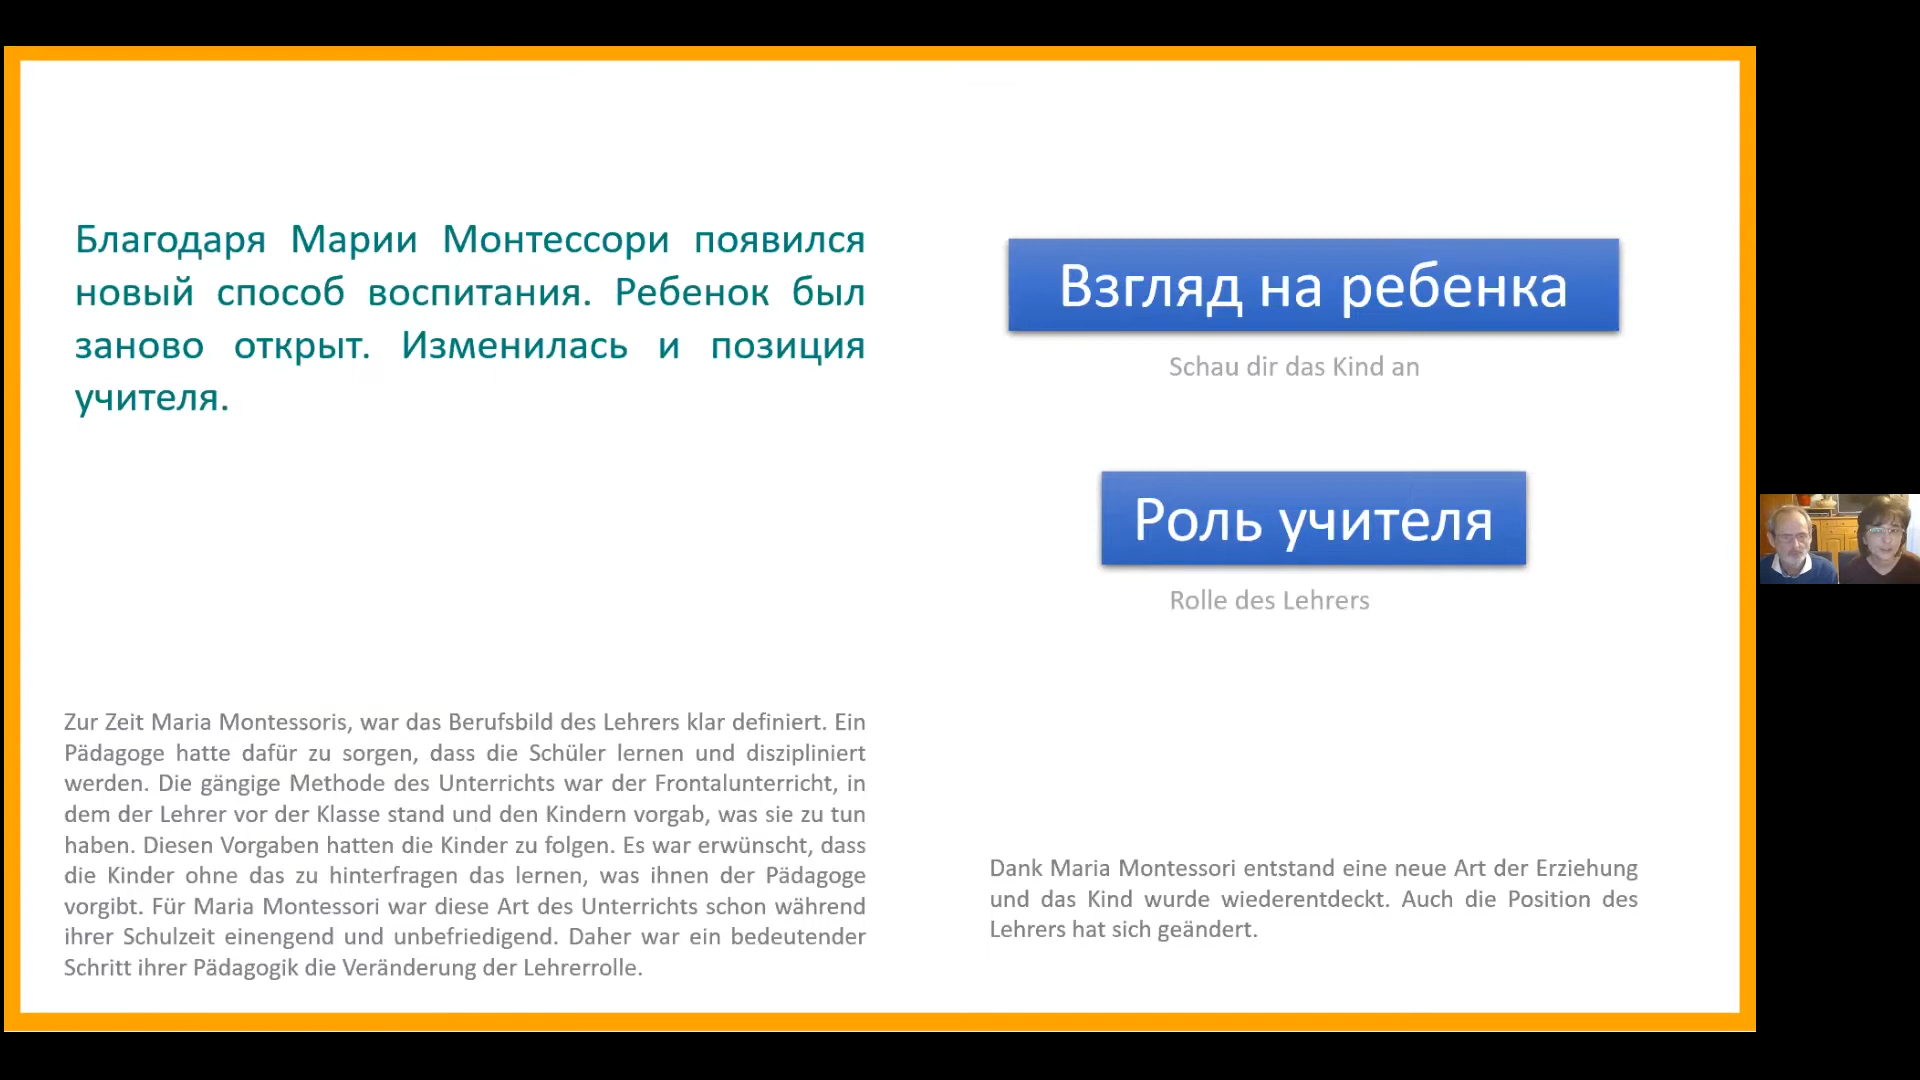 Благодаря Марии Монтессори появился
новый способ воспитания. Ребенок был
заново открыт. Изменилась и позиция
учителя.
Взгляд на ребенка
Schau dir das Kind an
Роль учителя
Rolle des Lehrers
Zur Zeit Maria Montessoris, war das Berufsbild des Lehrers klar definiert. Ein
Pädagoge hatte dafür zu sorgen, dass die Schüler lernen und diszipliniert
werden. Die gängige Methode des Unterrichts war der Frontalunterricht, in
dem der Lehrer vor der Klasse stand und den Kindern vorgab, was sie zu tun
haben. Diesen Vorgaben hatten die Kinder zu folgen. Es war erwünscht, dass
die Kinder ohne das zu hinterfragen das lernen, was ihnen der Pädagoge
vorgibt. Für Maria Montessori war diese Art des Unterrichts schon während
ihrer Schulzeit einengend und unbefriedigend. Daher war ein bedeutender
Schritt ihrer Pädagogik die Veränderung der Lehrerrolle.
Dank Maria Montessori entstand eine neue Art der Erziehung
und das Kind wurde wiederentdeckt. Auch die Position des
Lehrers hat sich geändert.